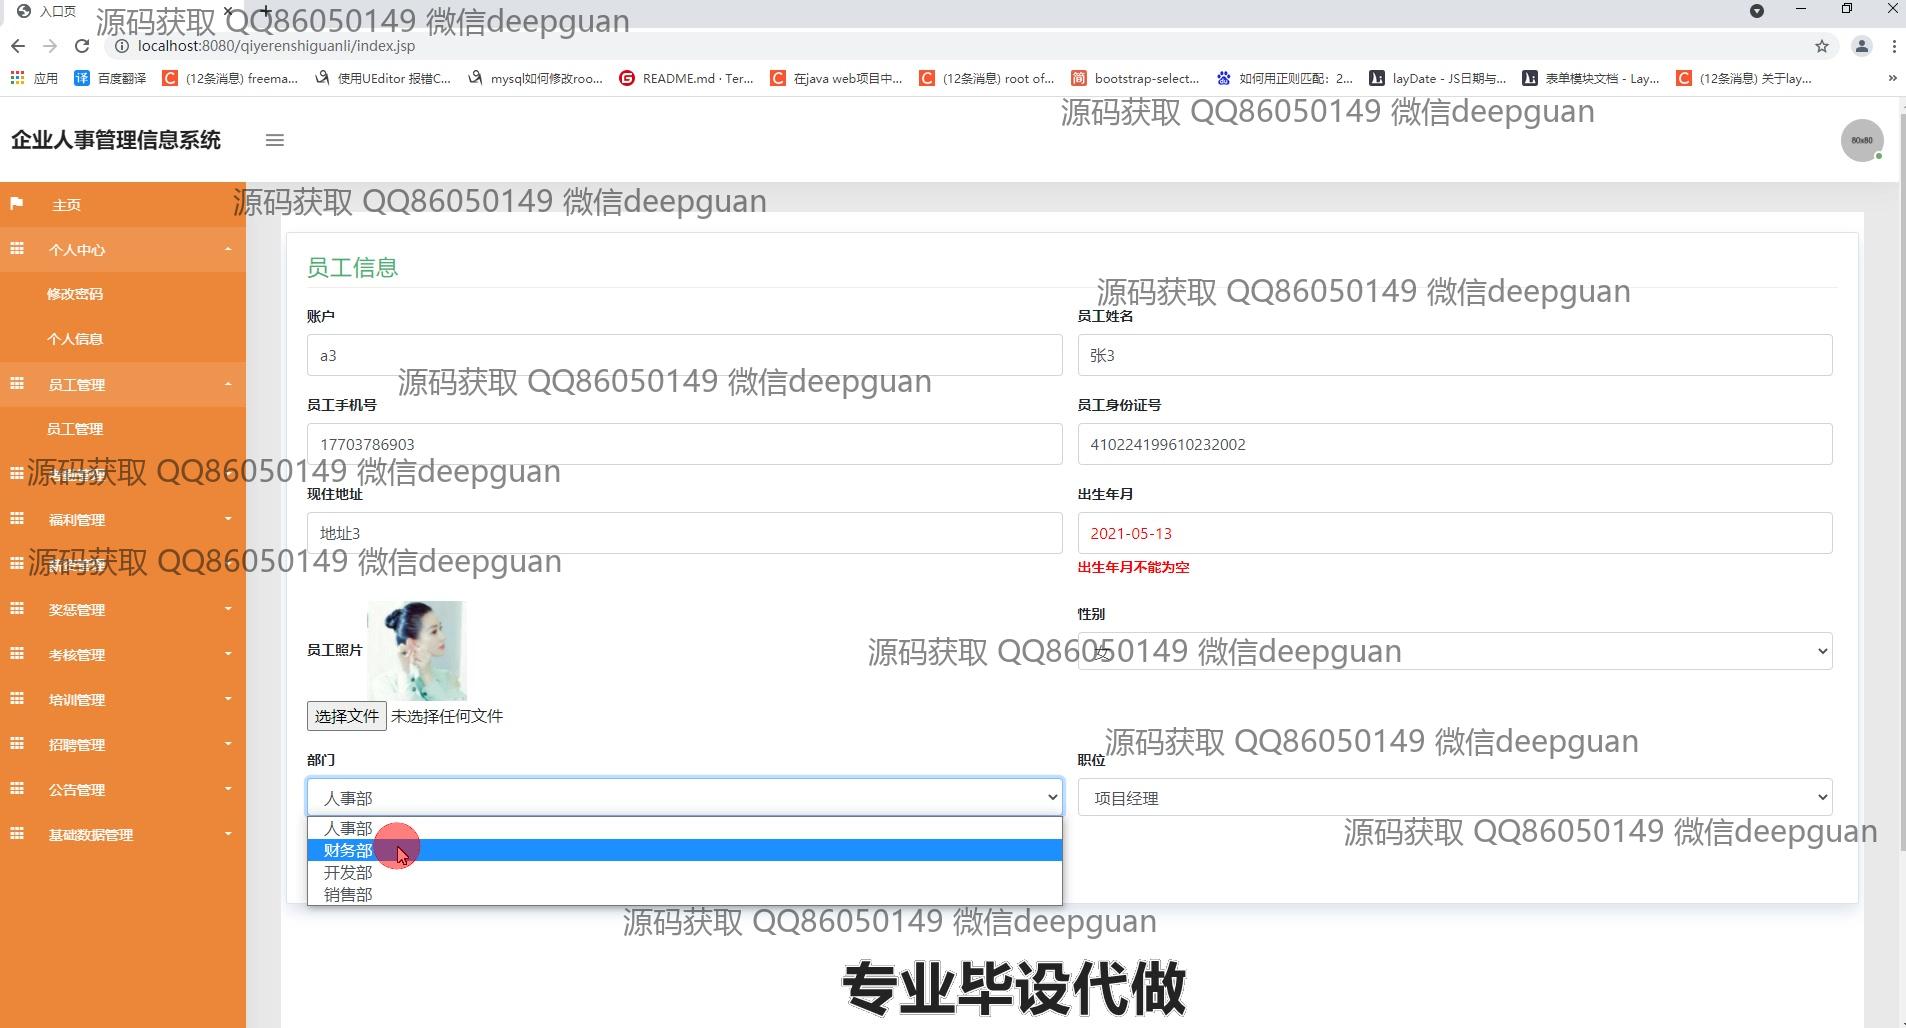 入口页
源码获取 QQ86050149 微信deepguan
localhost:8080/qiyerenshiguanli/index.jsp
应用
百度翻译
(12条消息) freema...
使用UEditor 报错C...
mysql如何修改roo...
README.md · Ter...
在java web项目中...
(12条消息) root of...
bootstrap-select...
如何用正则匹配：2...
layDate - JS日期与...
表单模块文档 - Lay...
(12条消息) 关于lay...
源码获取 QQ86050149 微信deepguan
企业人事管理信息系统
80x80
主页
源码获取 QQ86050149 微信deepguan
个人中心
修改密码
个人信息
员工管理
员工管理
福利管理
奖惩管理
考核管理
培训管理
招聘管理
公告管理
基础数据管理
员工信息
源码获取 QQ86050149 微信deepguan
账户
员工姓名
a3
张3
源码获取 QQ86050149 微信deepguan
员工手机号
员工身份证号
17703786903
410224199610232002
源码获取 QQ86050149 微信deepguan
现住地址
出生年月
地址3
2021-05-13
源码获取 QQ86050149 微信deepguan
出生年月不能为空
性别
员工照片
女
源码获取 QQ86050149 微信deepguan
选择文件 未选择任何文件
源码获取 QQ86050149 微信deepguan
部门
职位
人事部
项目经理
人事部
财务部
开发部
销售部
源码获取 QQ86050149 微信deepguan
源码获取 QQ86050149 微信deepguan
专业毕设代做